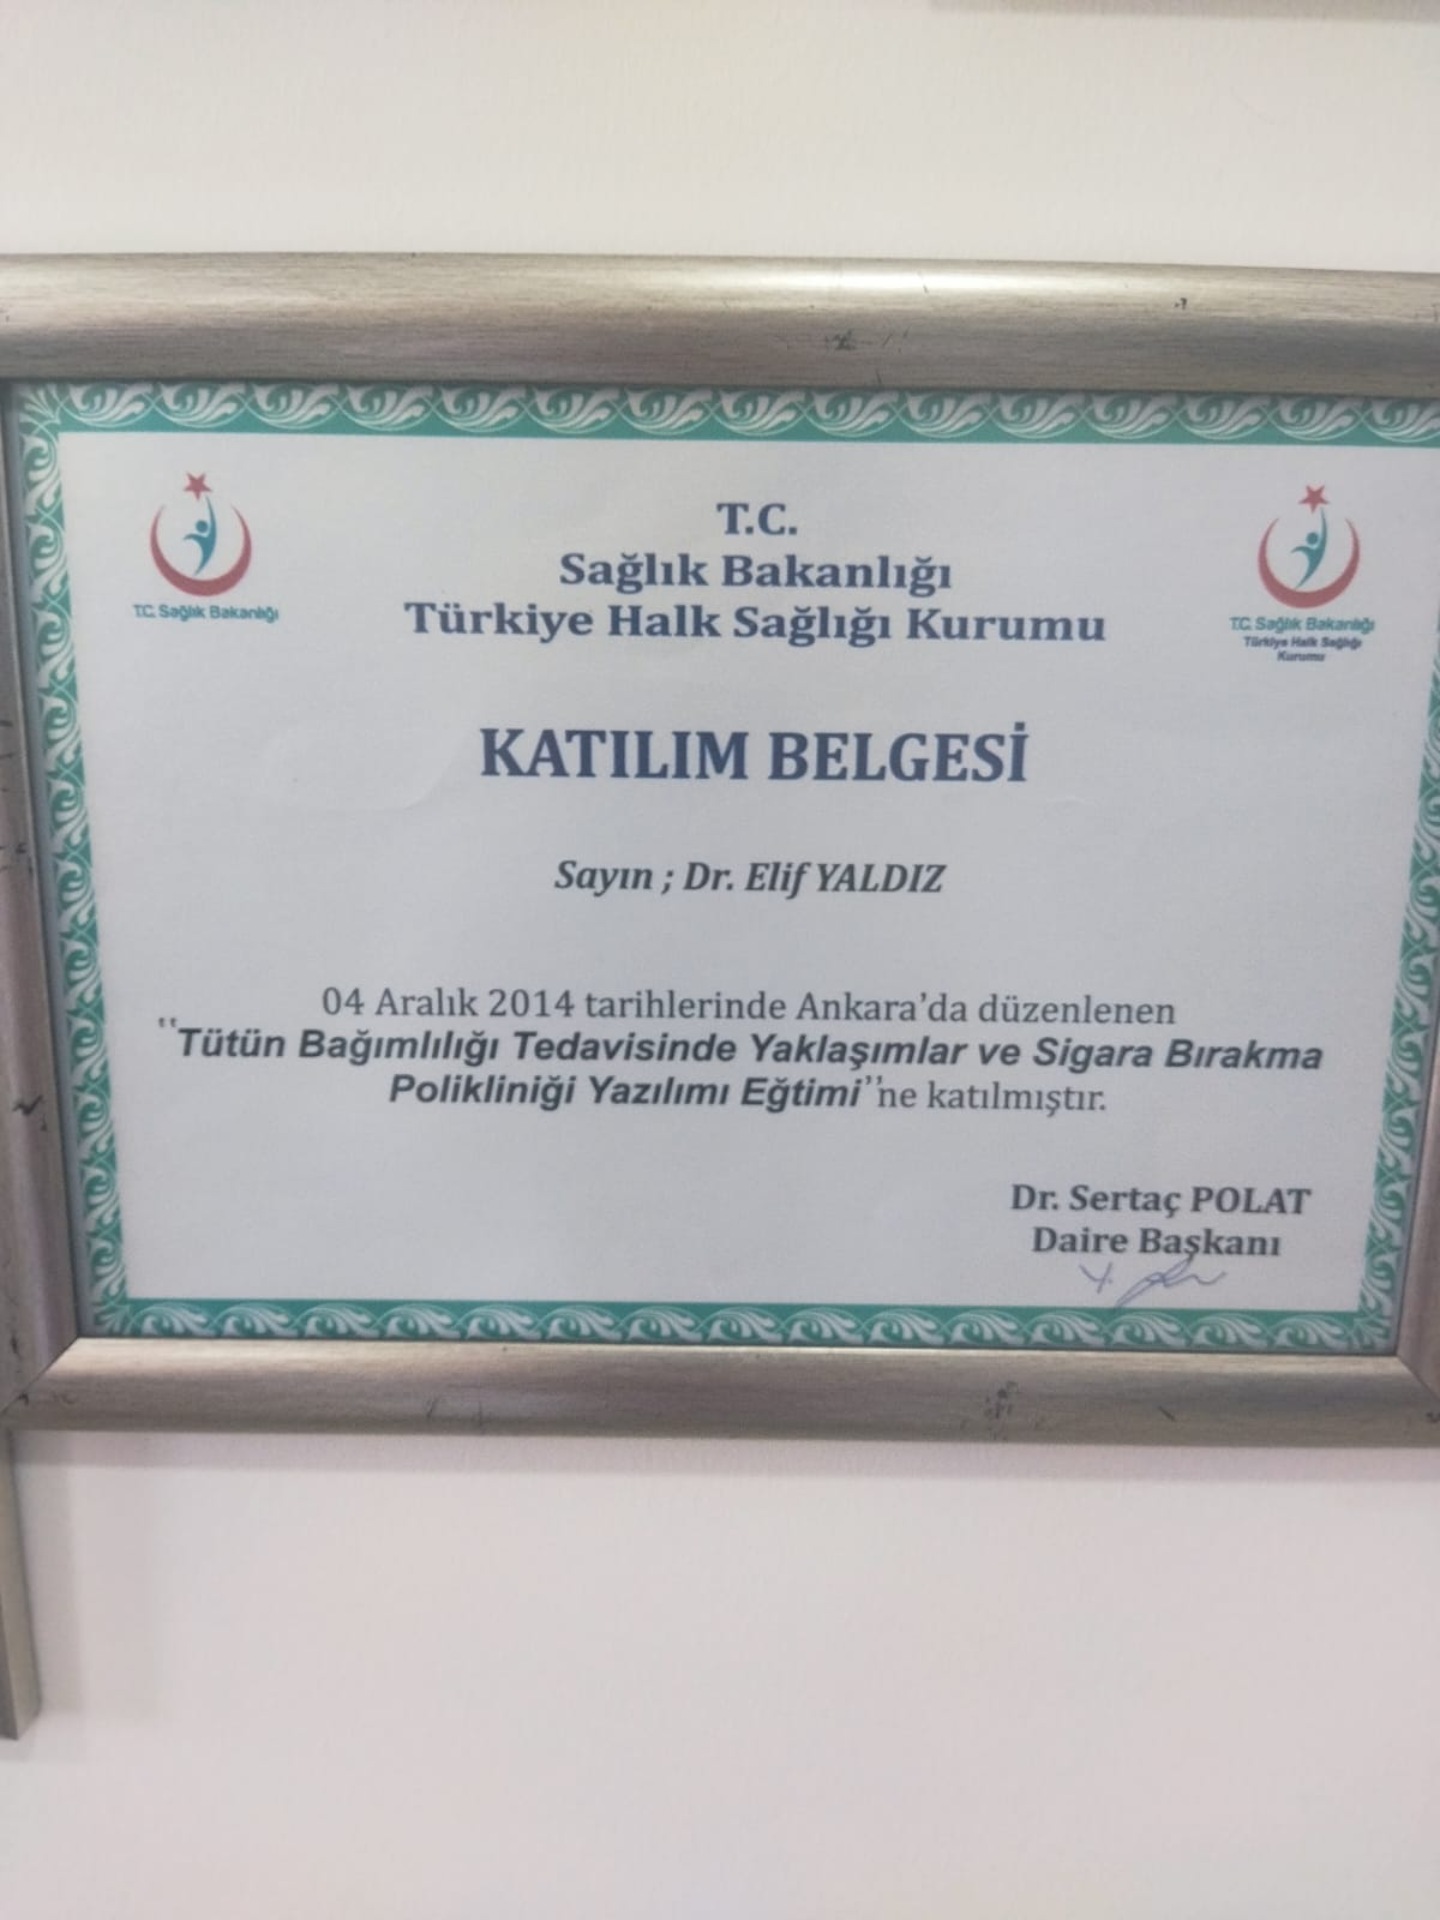 T.C.
Sağlık Bakanlığı
Türkiye Halk Sağlığı Kurumu
T.C. Sağlık Bakanlığı
T.C. Sağlık Bakanlığı
Türkiye Halk Sağlığı
Kurumu
KATILIM BELGESİ
Sayın ; Dr. Elif YALDIZ
04 Aralık 2014 tarihlerinde Ankara'da düzenlenen
"Tütün Bağımlılığı Tedavisinde Yaklaşımlar ve Sigara Bırakma
Polikliniği Yazılımı Eğtimi"ne katılmıştır.
Dr. Sertaç POLAT
Daire Başkanı